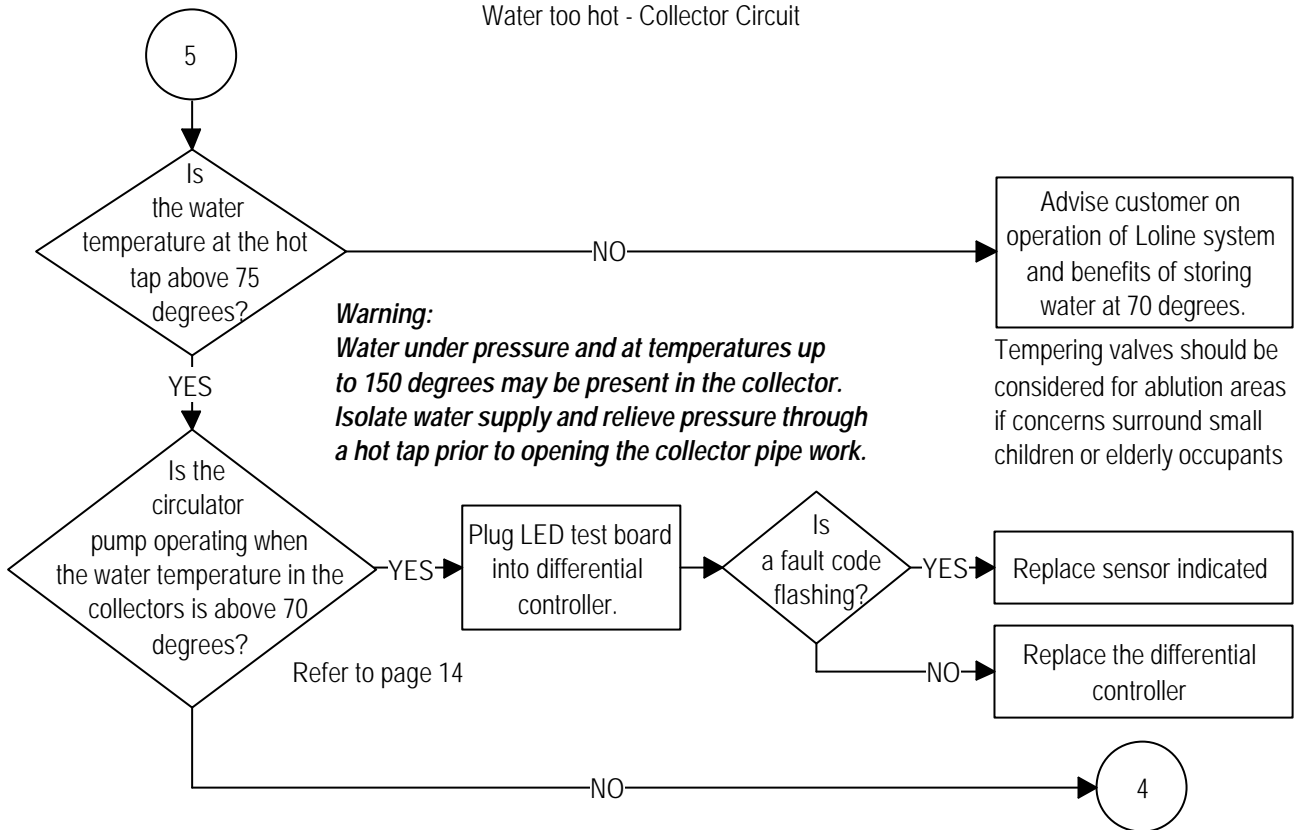 Water too hot - Collector Circuit
5
Is
the water
temperature at the hot
tap above 75
degrees?
NO
Advise customer on
operation of Loline system
and benefits of storing
water at 70 degrees.
Tempering valves should be
considered for ablution areas
if concerns surround small
children or elderly occupants
Warning:
Water under pressure and at temperatures up
to 150 degrees may be present in the collector.
Isolate water supply and relieve pressure through
a hot tap prior to opening the collector pipe work.
YES
Is the
circulator
pump operating when
the water temperature in the
collectors is above 70
degrees?
Refer to page 14
YES
Plug LED test board
into differential
controller.
Is
a fault code
flashing?
YES
Replace sensor indicated
NO
Replace the differential
controller
NO
4